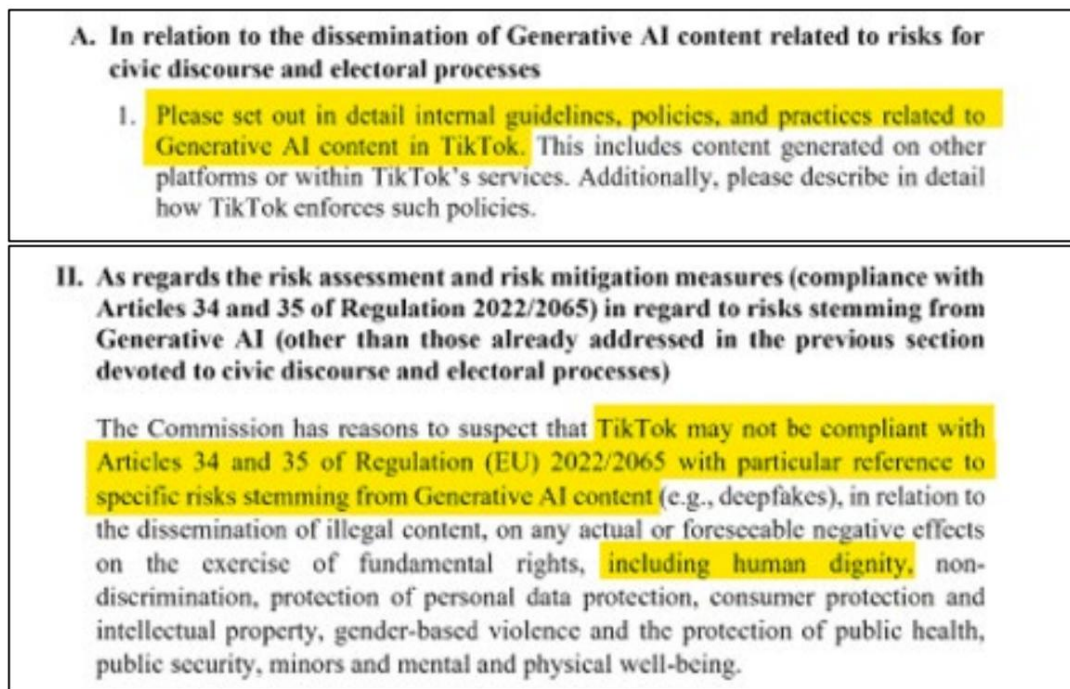 A. In relation to the dissemination of Generative AI content related to risks for
civic discourse and electoral processes
1. Please set out in detail internal guidelines, policies, and practices related to
Generative AI content in TikTok. This includes content generated on other
platforms or within TikTok's services. Additionally, please describe in detail
how TikTok enforces such policies.
II. As regards the risk assessment and risk mitigation measures (compliance with
Articles 34 and 35 of Regulation 2022/2065) in regard to risks stemming from
Generative AI (other than those already addressed in the previous section
devoted to civic discourse and electoral processes)
The Commission has reasons to suspect that TikTok may not be compliant with
Articles 34 and 35 of Regulation (EU) 2022/2065 with particular reference to
specific risks stemming from Generative AI content (e.g., deepfakes), in relation to
the dissemination of illegal content, on any actual or foreseeable negative effects
on the exercise of fundamental rights, including human dignity, non-
discrimination, protection of personal data protection, consumer protection and
intellectual property, gender-based violence and the protection of public health,
public security, minors and mental and physical well-being.